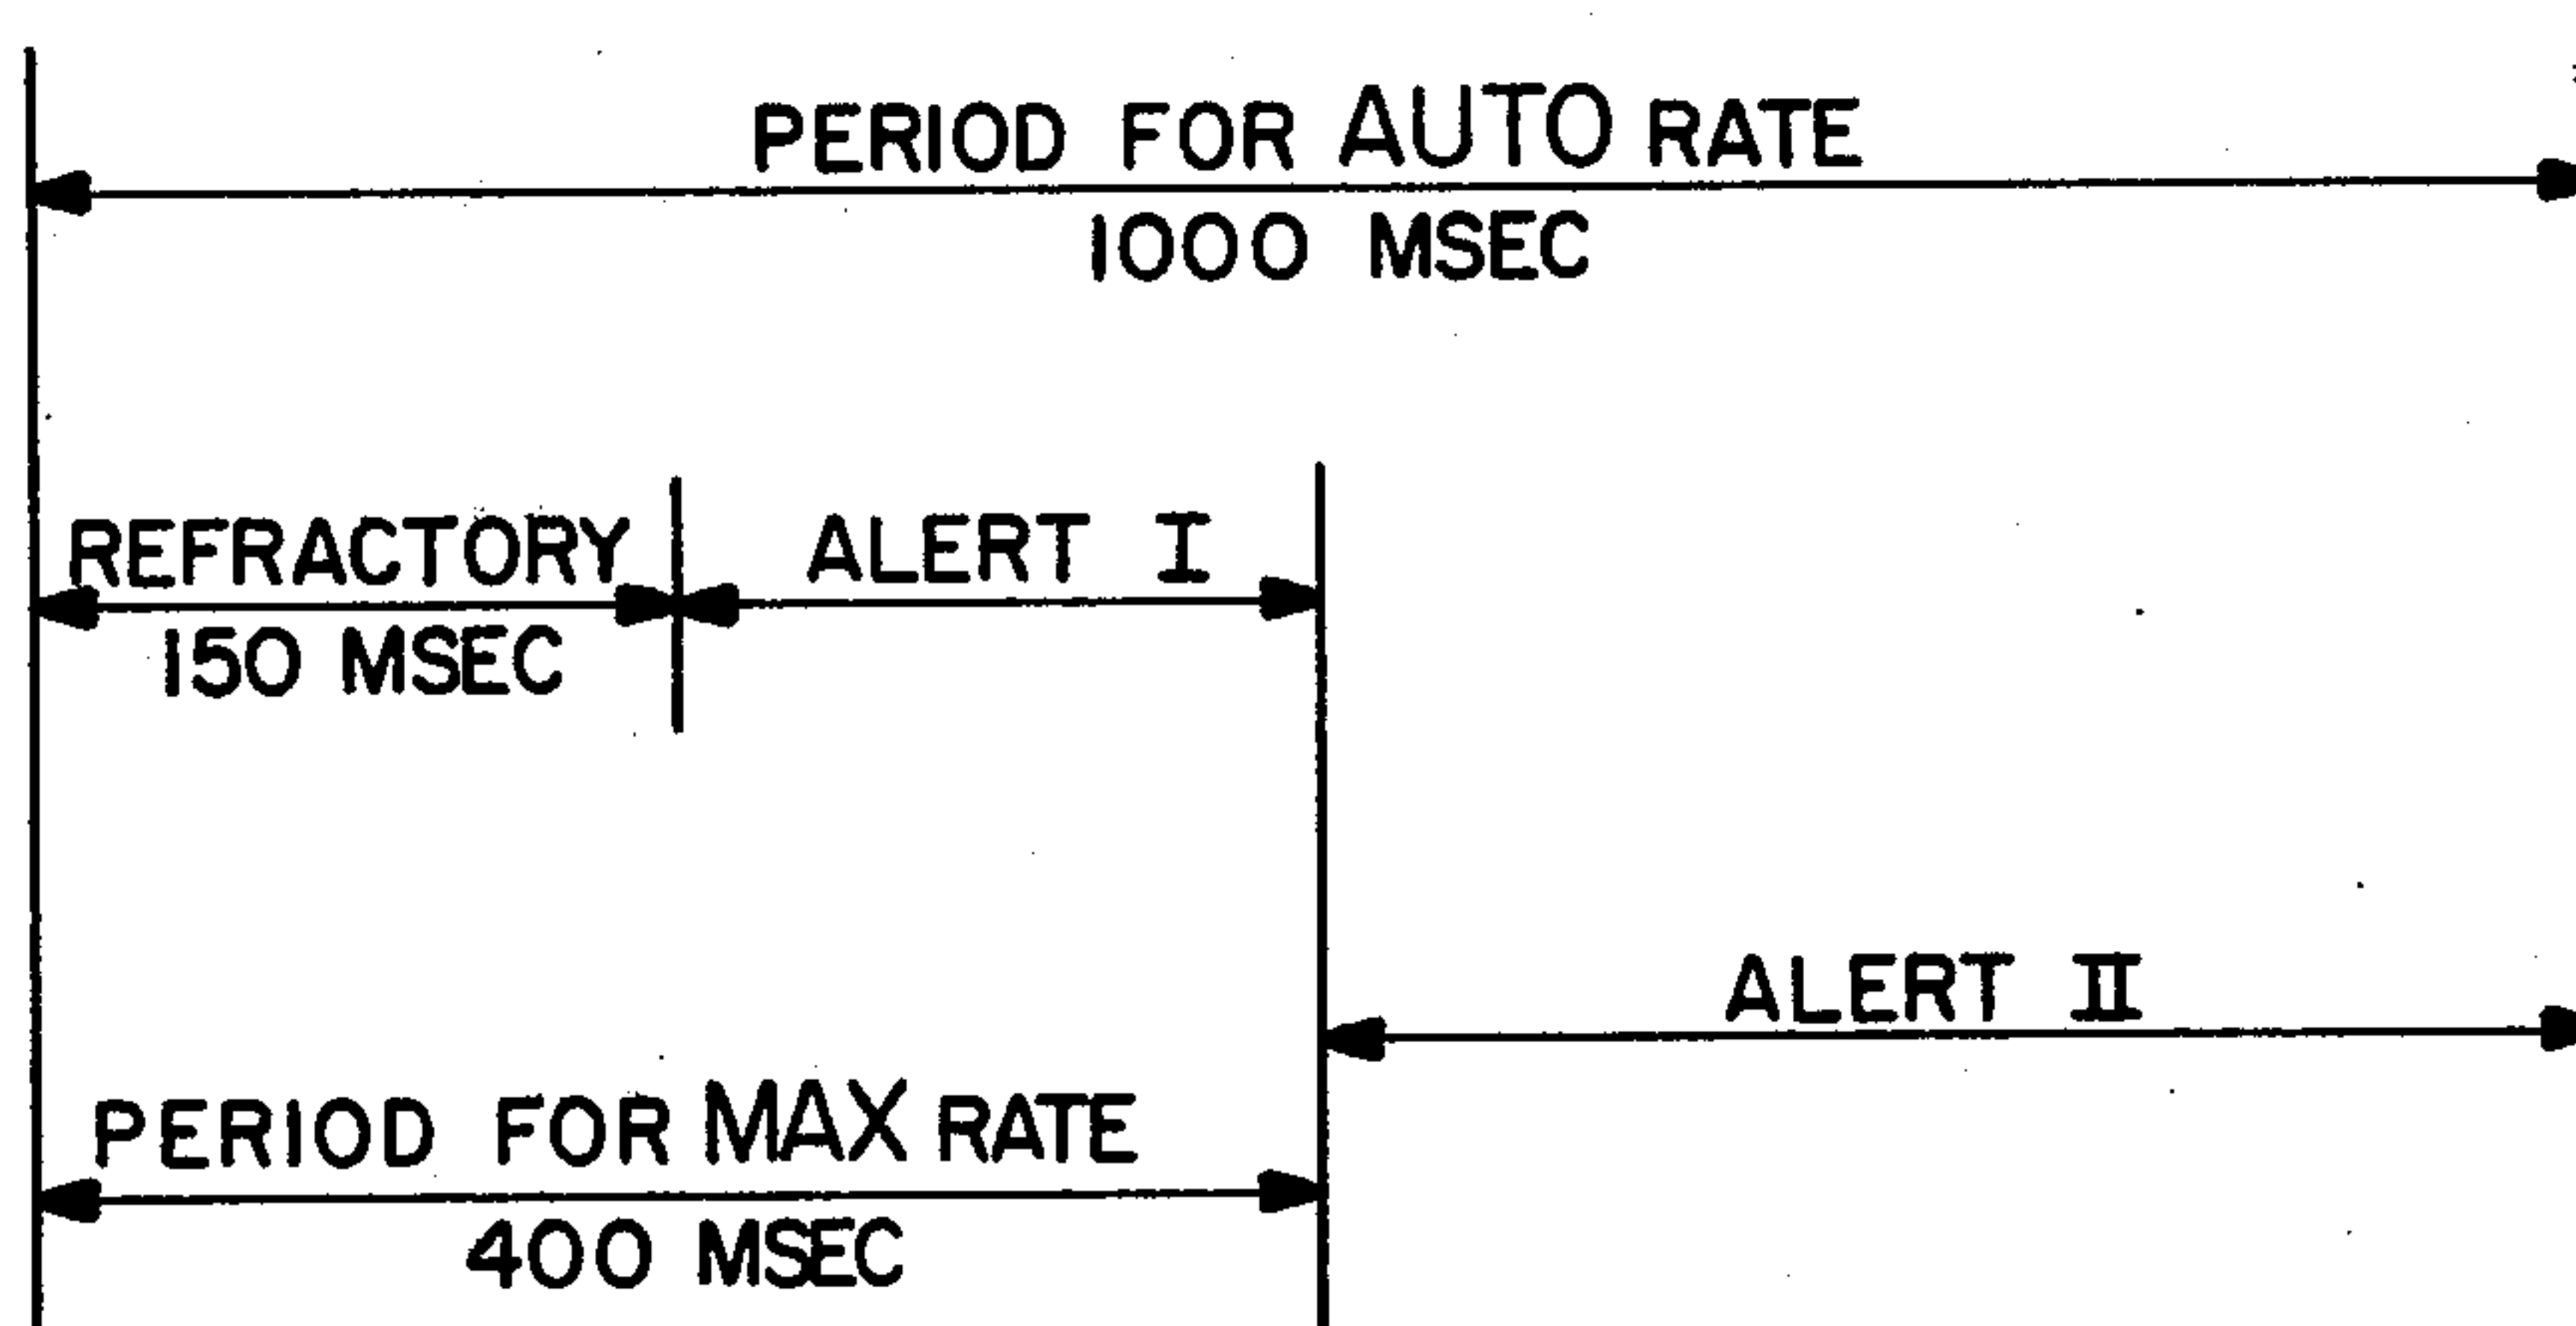 PERIOD FOR AUTO RATE
1000 MSEC
REFRACTORY
ALERT I
150 MSEC
ALERT II
PERIOD FOR MAX RATE
400 MSEC